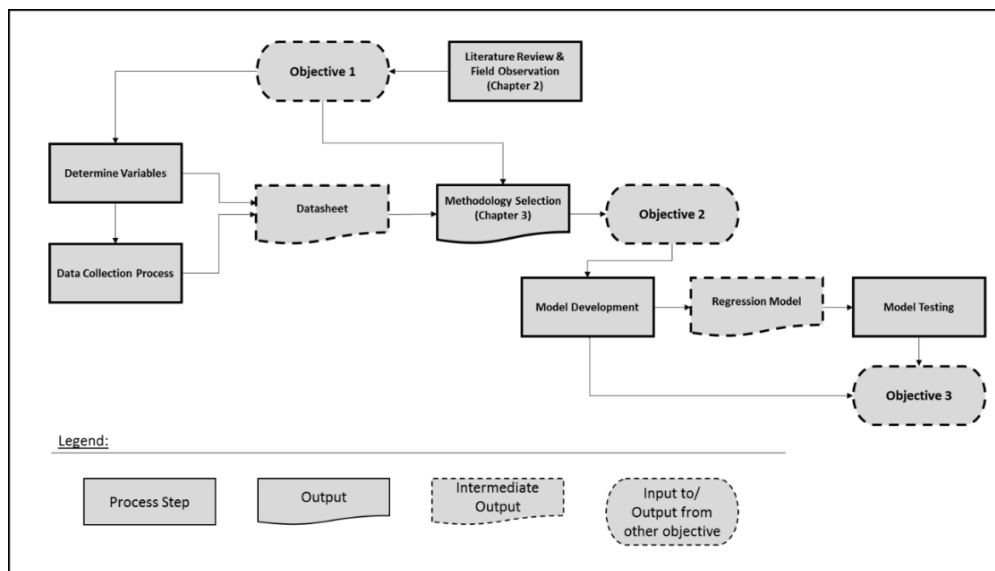 Objective 1
Literature Review &
Field Observation
(Chapter 2)
Determine Variables
Datasheet
Methodology Selection
(Chapter 3)
Objective 2
Data Collection Process
Model Development
Regression Model
Model Testing
Objective 3
Legend:
Process Step
Output
Intermediate
Output
Input to/
Output from
other objective